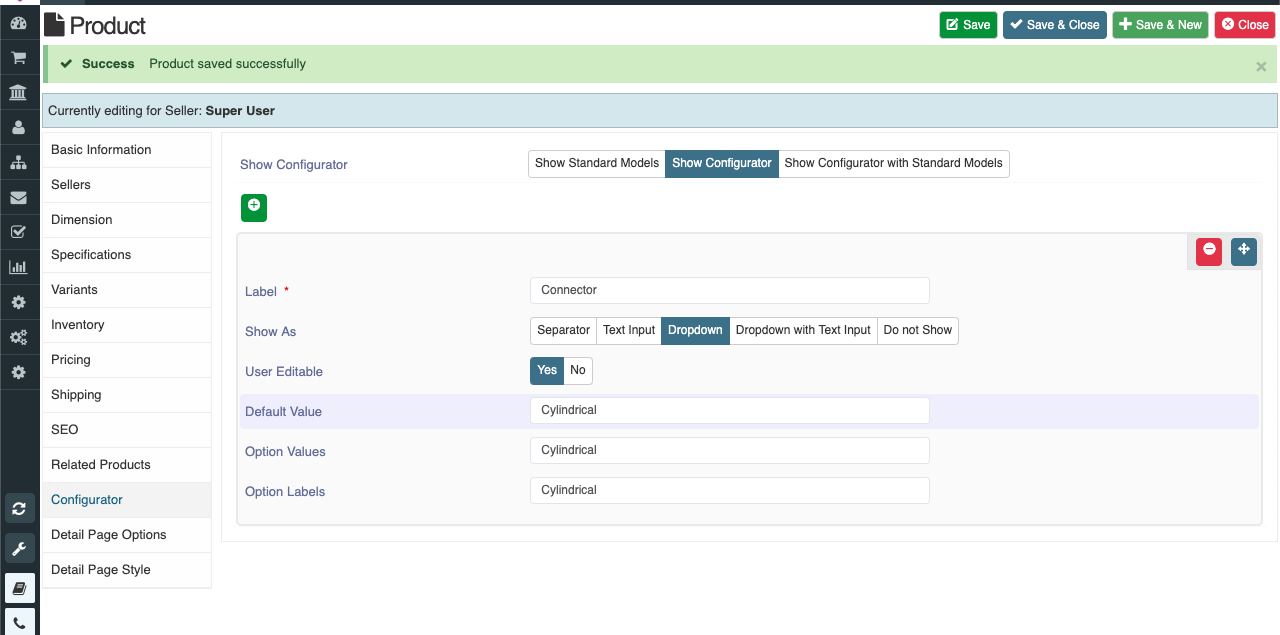 Product
Save
Save & Close
Save & New
Close
Success Product saved successfully
×
Currently editing for Seller: Super User
Basic Information
Sellers
Dimension
Specifications
Variants
Inventory
Pricing
Shipping
SEO
Related Products
Configurator
Detail Page Options
Detail Page Style
Show Configurator
Show Standard Models
Show Configurator
Show Configurator with Standard Models
Label *
Connector
Show As
Separator
Text Input
Dropdown
Dropdown with Text Input
Do not Show
User Editable
Yes
No
Default Value
Cylindrical
Option Values
Cylindrical
Option Labels
Cylindrical